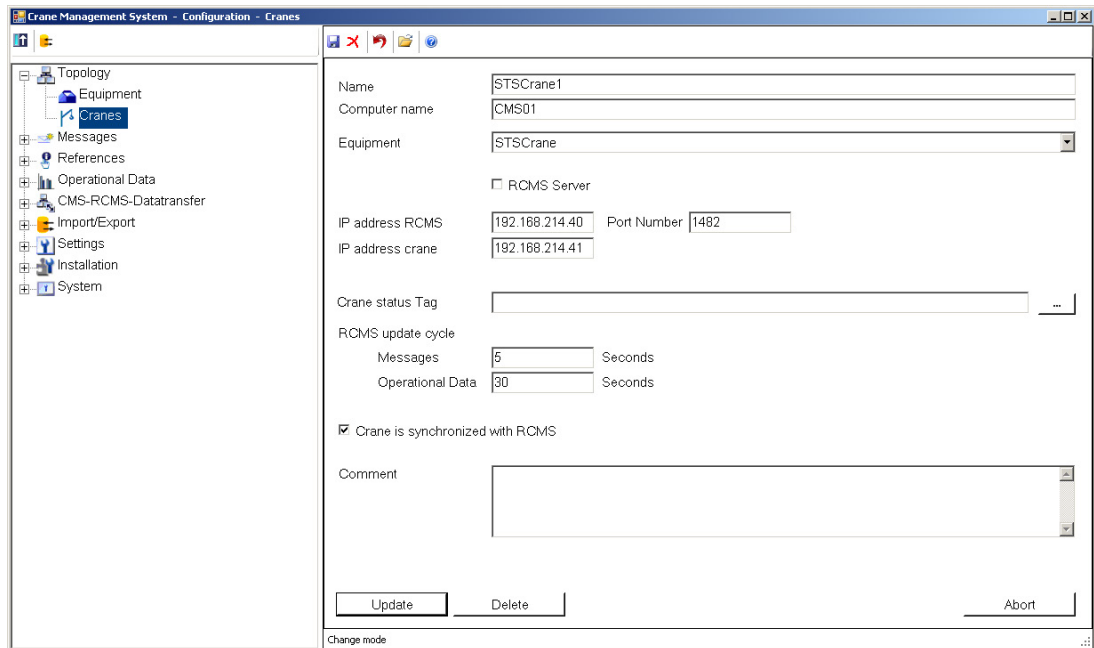 Crane Management System - Configuration - Cranes
Topology
Equipment
Cranes
Messages
References
Operational Data
CMS-RCMS-Datatransfer
Import/Export
Settings
Installation
System
Name STSCrane1
Computer name CMS01
Equipment STSCrane
RCMS Server
IP address RCMS 192.168.214.40 Port Number 1482
IP address crane 192.168.214.41
Crane status Tag ...
RCMS update cycle
Messages 5 Seconds
Operational Data 30 Seconds
Crane is synchronized with RCMS
Comment
Update Delete Abort
Change mode